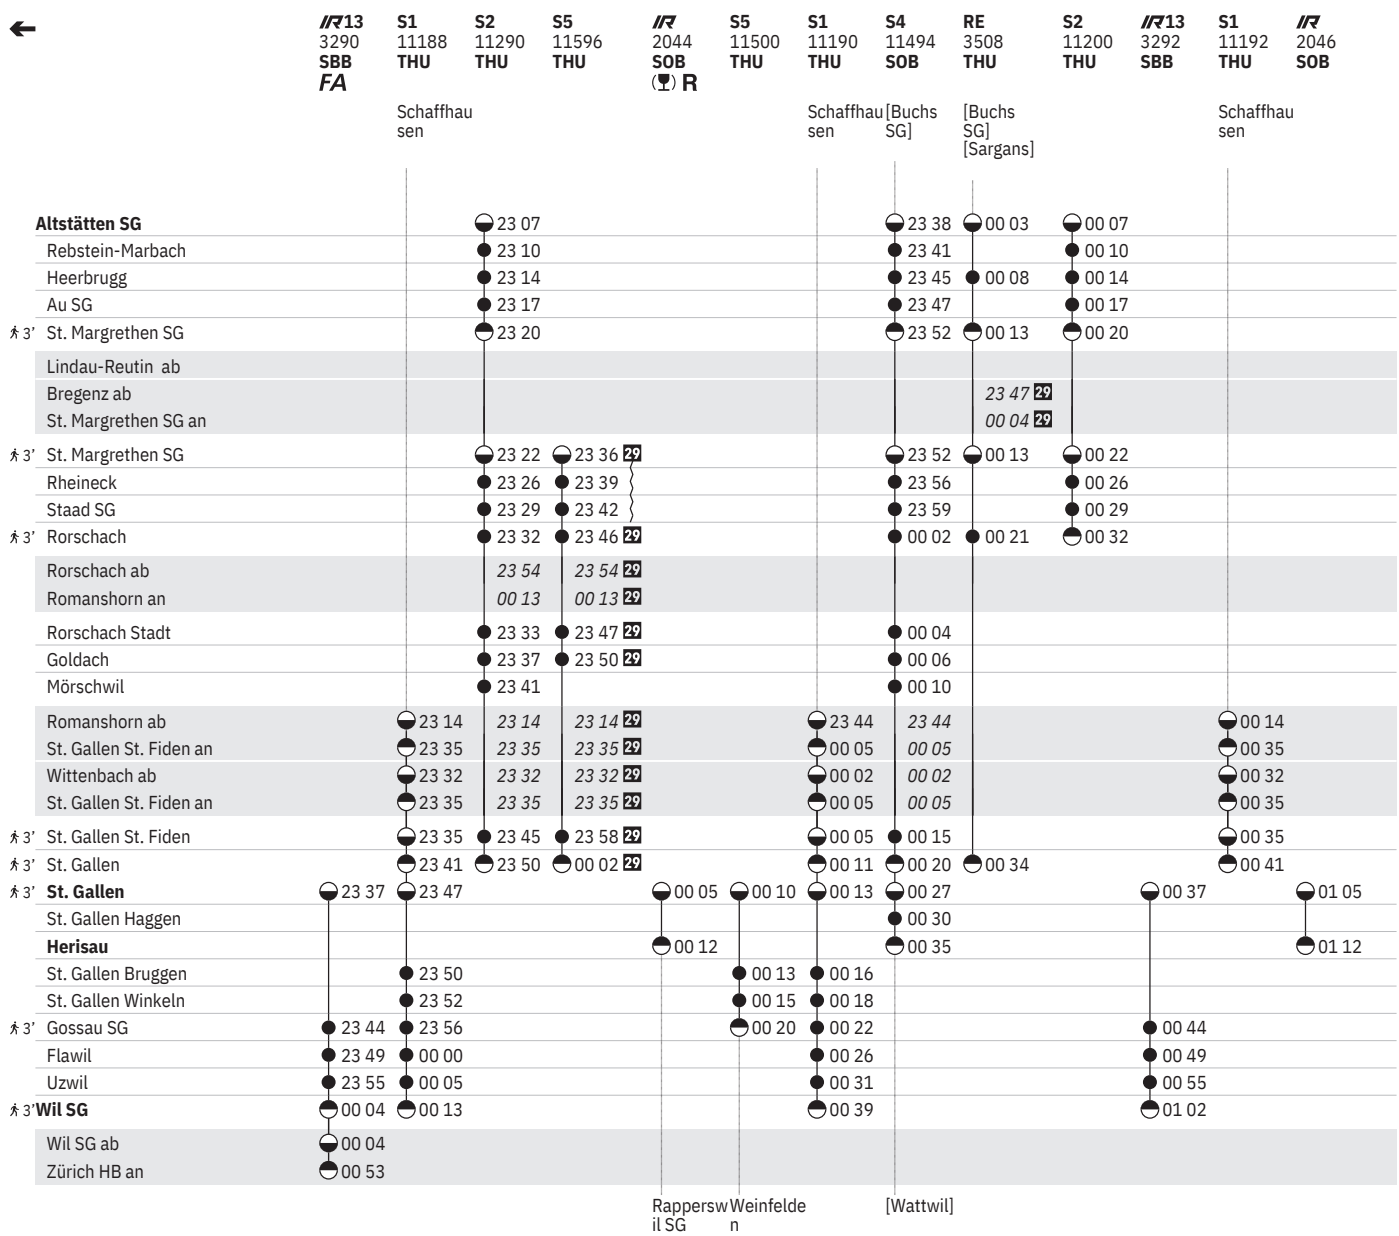 IR13 S1 S2 S5 IR S5 S1 S4 RE S2 IR13 S1 IR
3290 11188 11290 11596 2044 11500 11190 11494 3508 11200 3292 11192 2046
SBB THU THU THU SOB THU THU SOB THU THU SBB THU SOB
FA R
Schaffhau Schaffhau [Buchs [Buchs Schaffhau
sen sen SG] SG] sen
[Sargans]
Altstätten SG 23 07 23 38 00 03 00 07
Rebstein-Marbach 23 10 23 41 00 10
Heerbrugg 23 14 23 45 00 08 00 14
Au SG 23 17 23 47 00 17
3' St. Margrethen SG 23 20 23 52 00 13 00 20
Lindau-Reutin ab
Bregenz ab 23 47 29
St. Margrethen SG an 00 04 29
3' St. Margrethen SG 23 22 23 36 29 23 52 00 13 00 22
Rheineck 23 26 23 39 23 56 00 26
Staad SG 23 29 23 42 23 59 00 29
3' Rorschach 23 32 23 46 29 00 02 00 21 00 32
Rorschach ab 23 54 23 54 29
Romanshorn an 00 13 00 13 29
Rorschach Stadt 23 33 23 47 29 00 04
Goldach 23 37 23 50 29 00 06
Mörschwil 23 41 00 10
Romanshorn ab 23 14 23 14 23 14 29 23 44 23 44 00 14
St. Gallen St. Fiden an 23 35 23 35 23 35 29 00 05 00 05 00 35
Wittenbach ab 23 32 23 32 23 32 29 00 02 00 02 00 32
St. Gallen St. Fiden an 23 35 23 35 23 35 29 00 05 00 05 00 35
3' St. Gallen St. Fiden 23 35 23 45 23 58 29 00 05 00 15 00 35
3' St. Gallen 23 41 23 50 00 02 29 00 11 00 20 00 34 00 41
3' St. Gallen 23 37 23 47 00 05 00 10 00 13 00 27 00 37 01 05
St. Gallen Haggen 00 30
Herisau 00 12 00 35 01 12
St. Gallen Bruggen 23 50 00 13 00 16
St. Gallen Winkeln 23 52 00 15 00 18
3' Gossau SG 23 44 23 56 00 20 00 22 00 44
Flawil 23 49 00 00 00 26 00 49
Uzwil 23 55 00 05 00 31 00 55
3' Wil SG 00 04 00 13 00 39 01 02
Wil SG ab 00 04
Zürich HB an 00 53
Rappersw Weinfelde [Wattwil]
il SG n